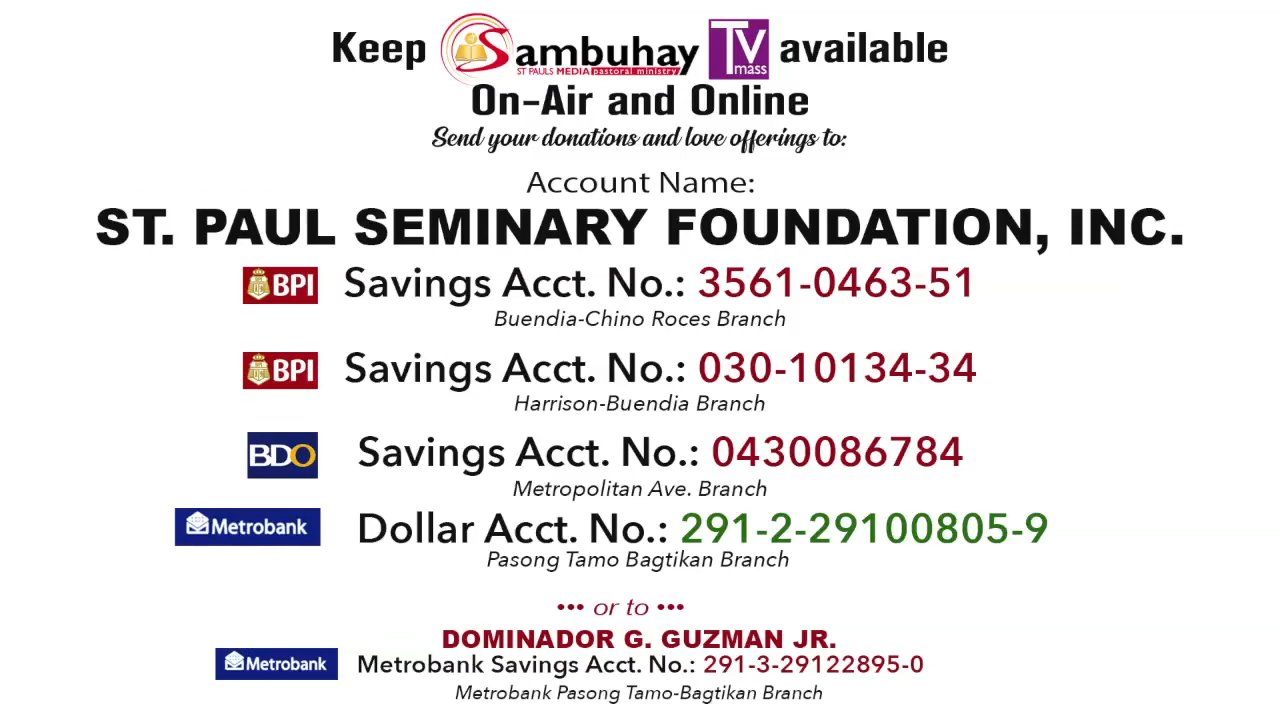 Keep Sambuhay TV mass available
ST PAULS MEDIA pastoral ministry
On-Air and Online
Send your donations and love offerings to:
Account Name:
ST. PAUL SEMINARY FOUNDATION, INC.
BPI Savings Acct. No.: 3561-0463-51
Buendia-Chino Roces Branch
BPI Savings Acct. No.: 030-10134-34
Harrison-Buendia Branch
BDO Savings Acct. No.: 0430086784
Metropolitan Ave. Branch
Metrobank Dollar Acct. No.: 291-2-29100805-9
Pasong Tamo Bagtikan Branch
••• or to •••
DOMINADOR G. GUZMAN JR.
Metrobank Metrobank Savings Acct. No.: 291-3-29122895-0
Metrobank Pasong Tamo-Bagtikan Branch